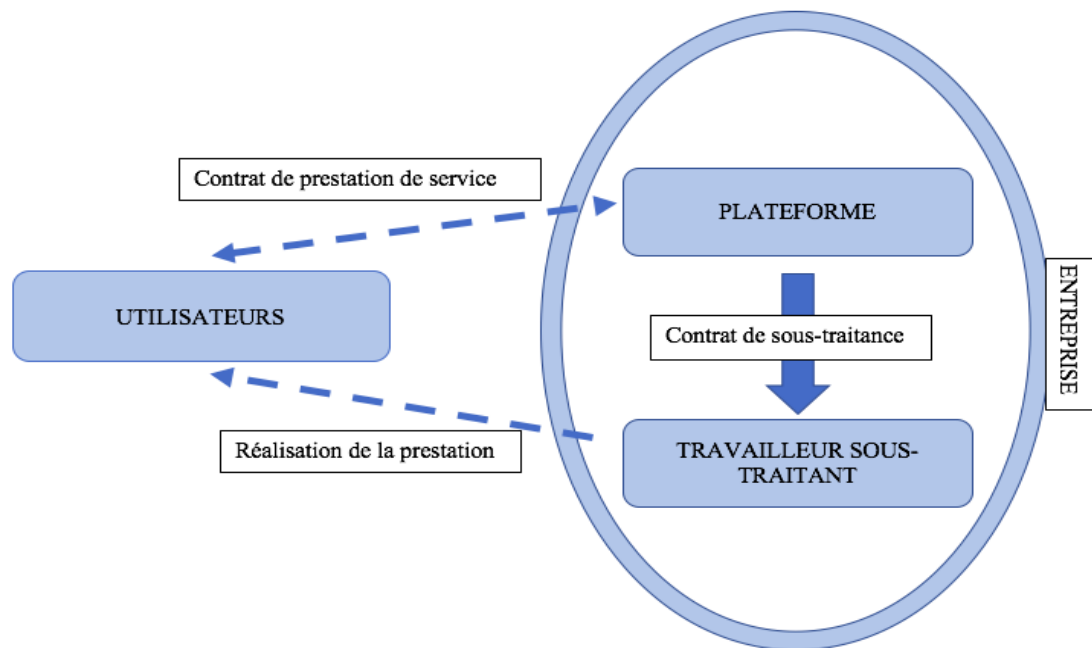 Contrat de prestation de service
PLATEFORME
UTILISATEURS
Contrat de sous-traitance
ENTREPRISE
Réalisation de la prestation
TRAVAILLEUR SOUS-
TRAITANT